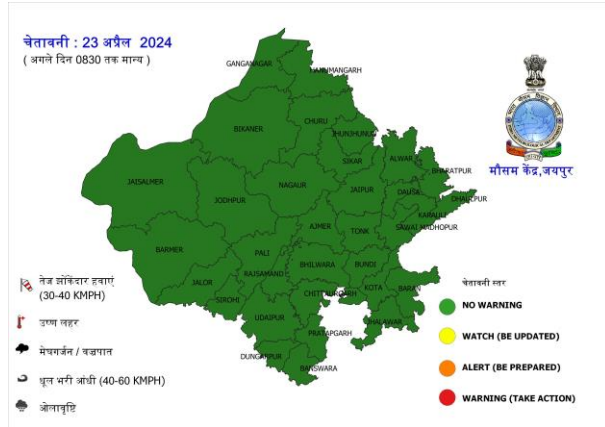 चेतावनी : 23 अप्रैल 2024
( अगले दिन 0830 तक मान्य )
GANGANAGAR
HANUMANGARH
BIKANER
CHURU
JHUNJHUNU
SIKAR
ALWAR
BHARATPUR
JAISALMER
JODHPUR
NAGAUR
JAIPUR
DAUSA
DHAULPUR
KARAULI
SAWAI MADHOPUR
AJMER
TONK
BARMER
PALI
JALOR
RAJSAMAND
BHILWARA
BUNDI
SIROHI
CHITTAURGARH
KOTA
BARAN
UDAIPUR
JHALAWAR
PRATAPGARH
DUNGARPUR
BANSWARA
मौसम केंद्र,जयपुर
तेज झोंकेदार हवाएं
(30-40 KMPH)
उष्ण लहर
मेघगर्जन / वज्रपात
धूल भरी आंधी (40-60 KMPH)
ओलावृष्टि
चेतावनी स्तर
NO WARNING
WATCH (BE UPDATED)
ALERT (BE PREPARED)
WARNING (TAKE ACTION)